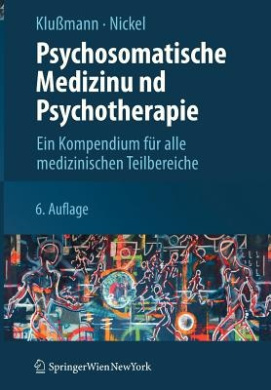 Klußmann · Nickel
Psychosomatische
Medizinu nd
Psychotherapie
Ein Kompendium für alle
medizinischen Teilbereiche
6. Auflage
SpringerWienNewYork